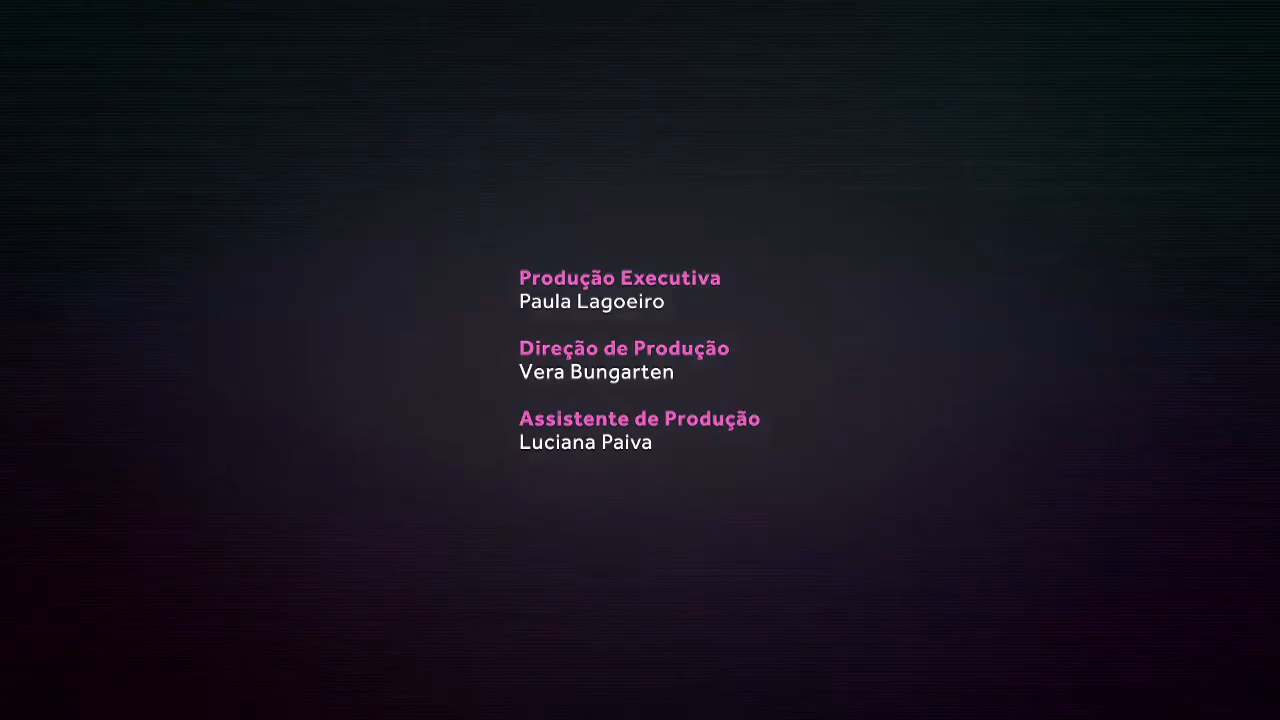 Produção Executiva
Paula Lagoeiro
Direção de Produção
Vera Bungarten
Assistente de Produção
Luciana Paiva